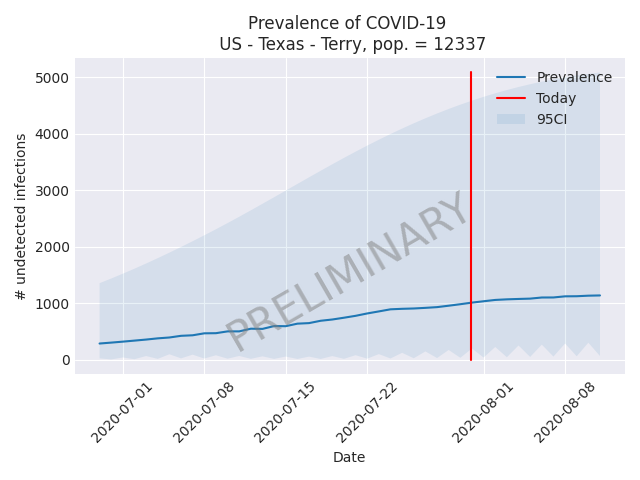 Prevalence of COVID-19
US - Texas - Terry, pop. = 12337
5000
4000
3000
2000
1000
0
# undetected infections
Prevalence
Today
95CI
PRELIMINARY
2020-07-01
2020-07-08
2020-07-15
2020-07-22
2020-08-01
2020-08-08
Date